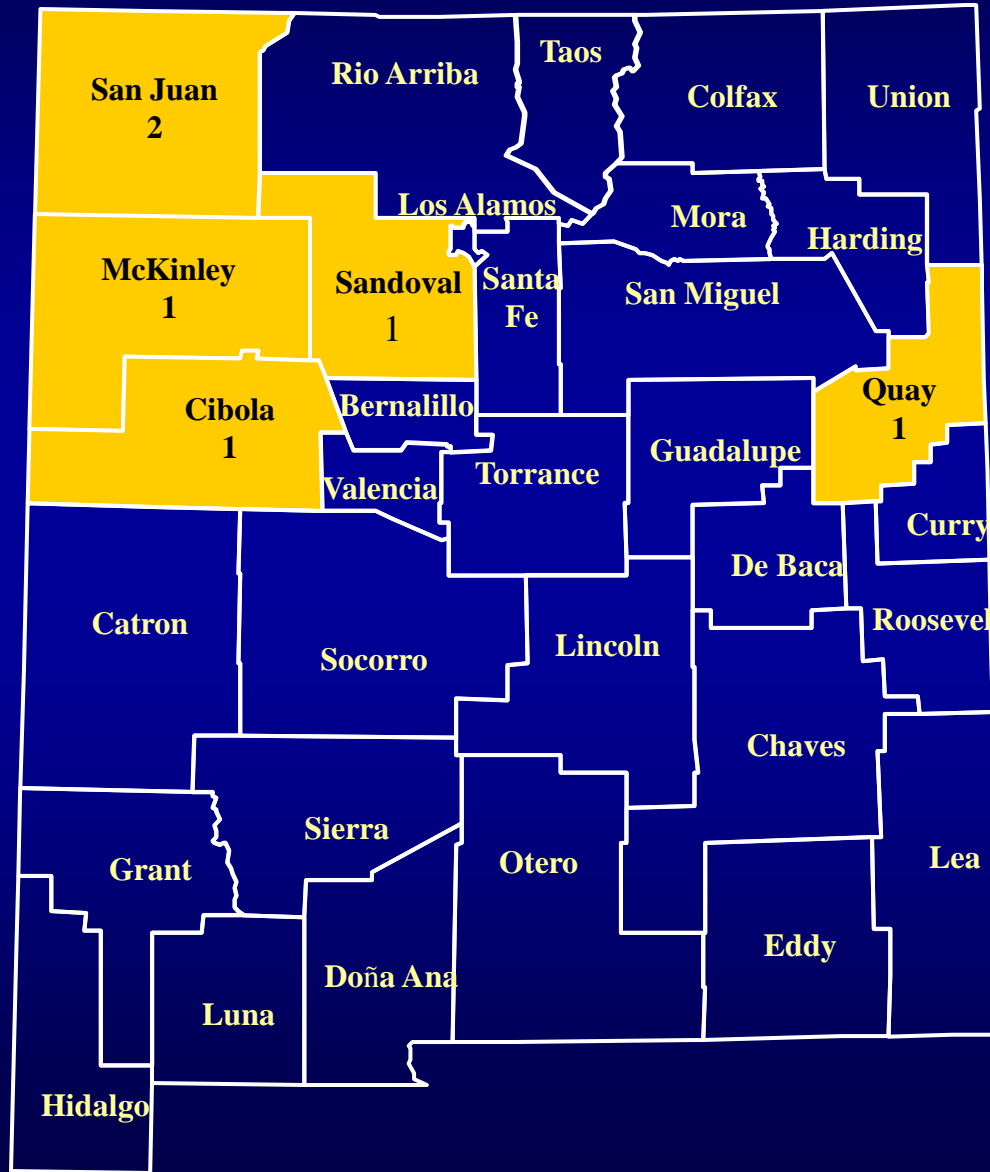 Taos
Rio Arriba
San Juan
2
Colfax
Union
Los Alamos
Mora
Harding
McKinley
1
Sandoval
1
Santa
Fe
San Miguel
Quay
1
Cibola
1
Bernalillo
Guadalupe
Torrance
Valencia
Curry
De Baca
Catron
Roosevel
Lincoln
Socorro
Chaves
Sierra
Otero
Lea
Grant
Eddy
Doña Ana
Luna
Hidalgo